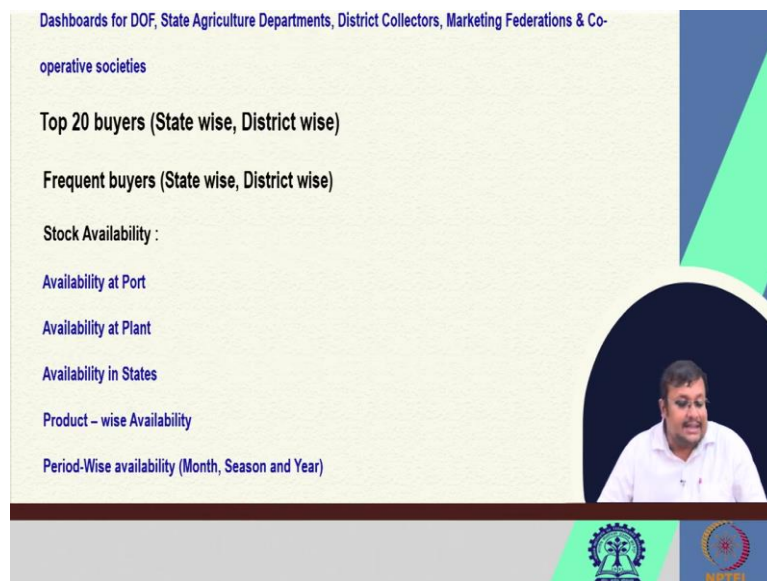 Dashboards for DOF, State Agriculture Departments, District Collectors, Marketing Federations & Co-
operative societies
Top 20 buyers (State wise, District wise)
Frequent buyers (State wise, District wise)
Stock Availability :
Availability at Port
Availability at Plant
Availability in States
Product – wise Availability
Period-Wise availability (Month, Season and Year)
NPTEL